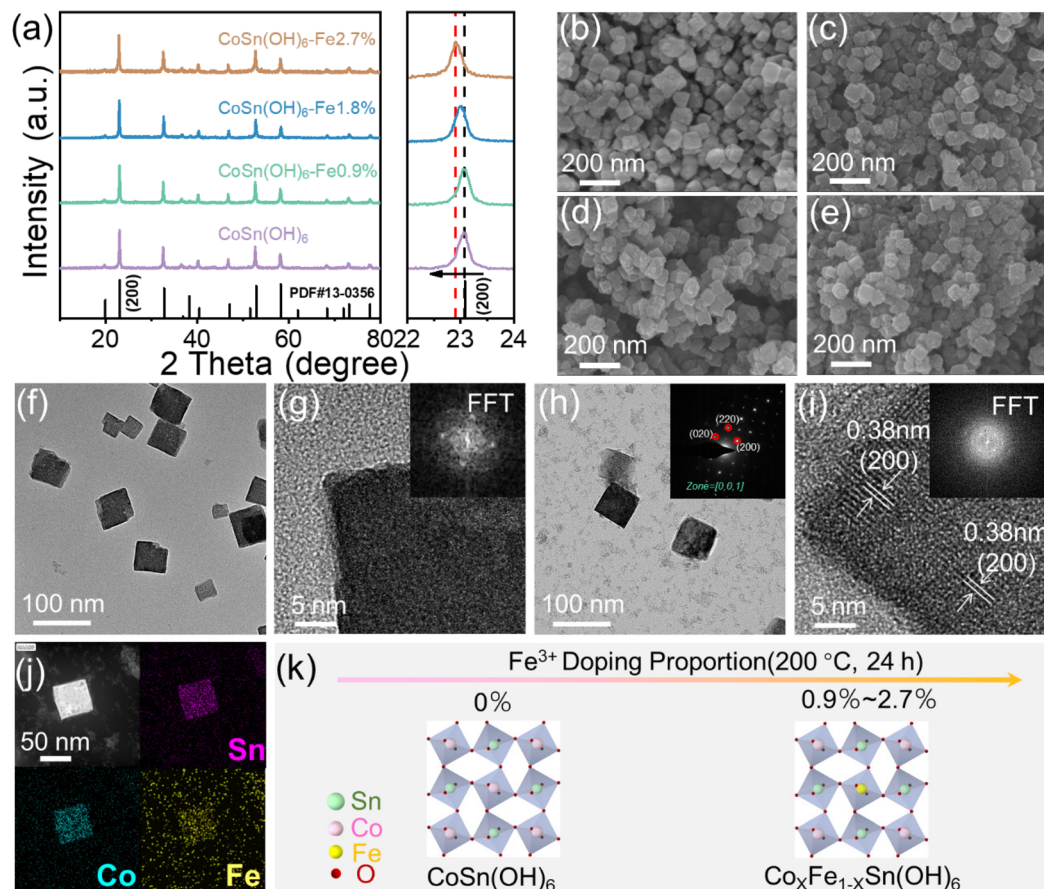 (a)
Intensity (a.u.)
CoSn(OH)₆-Fe2.7%
CoSn(OH)₆-Fe1.8%
CoSn(OH)₆-Fe0.9%
CoSn(OH)₆
(200)
PDF#13-0356
20 40 60 80
(200)
22 23 24
2 Theta (degree)
(b)
200 nm
(c)
200 nm
(d)
200 nm
(e)
200 nm
(f)
100 nm
(g)
FFT
5 nm
(h)
(220)
(020)
(200)
Zone=[0,0,1]
100 nm
(i)
FFT
0.38nm
(200)
0.38nm
(200)
5 nm
(j)
50 nm
Sn
Co
Fe
(k)
Fe³⁺ Doping Proportion(200 °C, 24 h)
0%
0.9%~2.7%
Sn
Co
Fe
O
CoSn(OH)₆
CoₓFe₁₋ₓSn(OH)₆